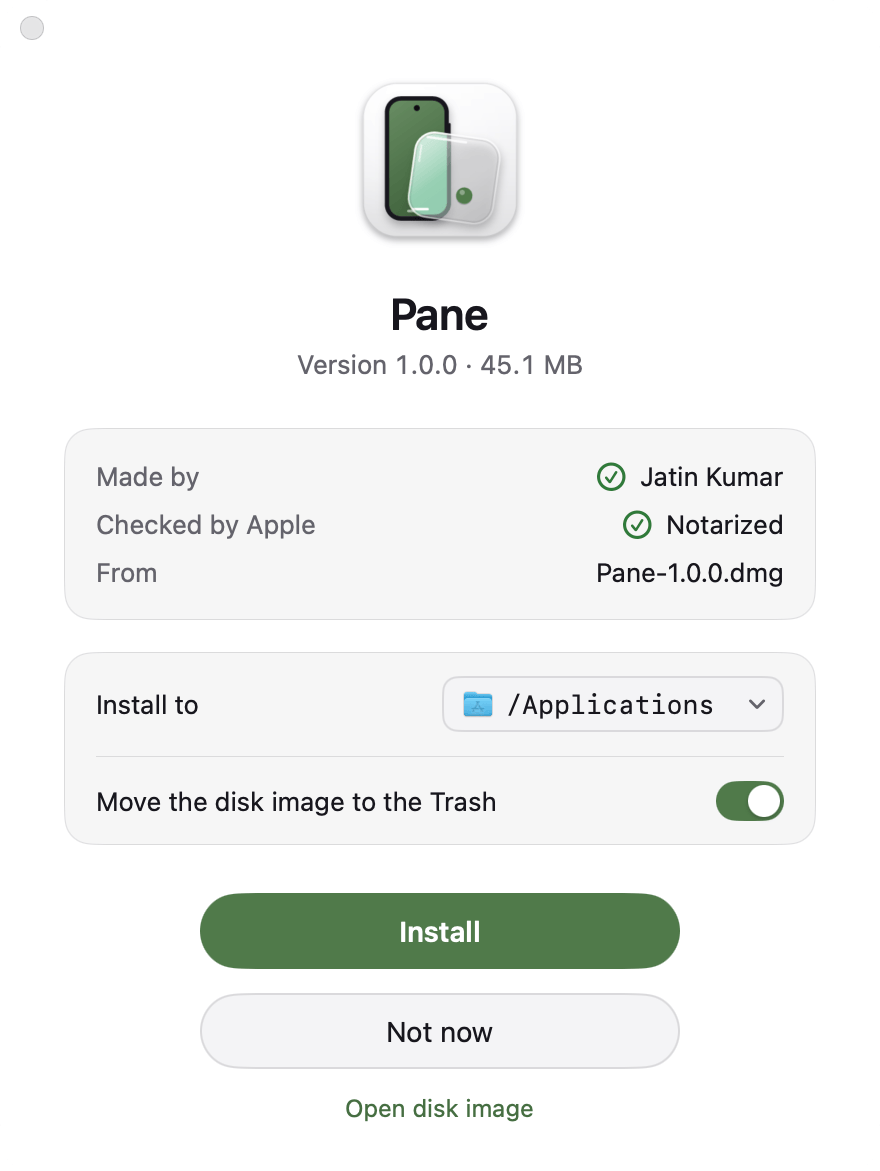 Pane
Version 1.0.0 · 45.1 MB
Made by Jatin Kumar
Checked by Apple Notarized
From Pane-1.0.0.dmg
Install to /Applications
Move the disk image to the Trash
Install
Not now
Open disk image